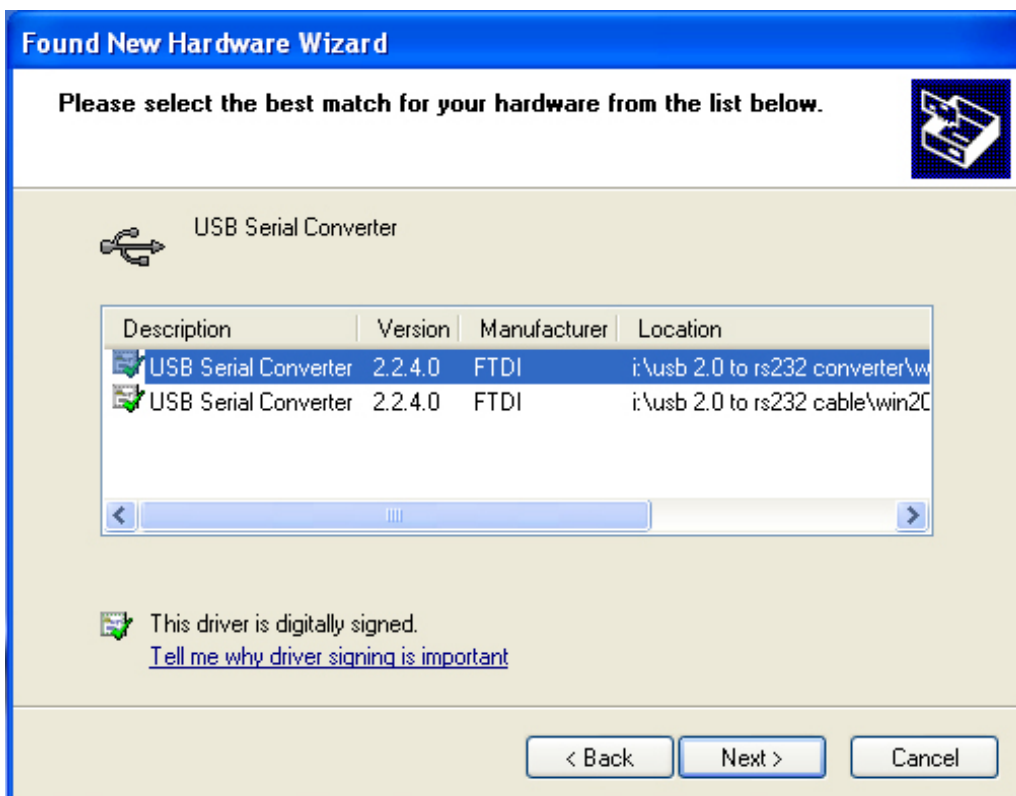 Found New Hardware Wizard
Please select the best match for your hardware from the list below.
USB Serial Converter
Description Version Manufacturer Location
USB Serial Converter 2.2.4.0 FTDI i:\usb 2.0 to rs232 converter\w
USB Serial Converter 2.2.4.0 FTDI i:\usb 2.0 to rs232 cable\win20
This driver is digitally signed.
Tell me why driver signing is important
< Back Next > Cancel